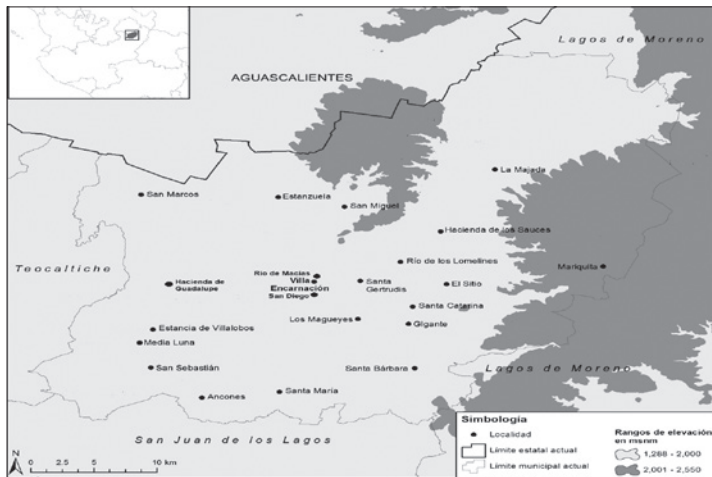 Lagos de Moreno
AGUASCALIENTES
La Majada
San Marcos
Estanzuela
San Miguel
Hacienda de los Sauces
Teocaltiche
Río de los Lomelines
Mariquita
Río de Macías
Villa
Encarnación
San Diego
Hacienda de
Guadalupe
Santa
Gertrudis
El Sitio
Santa Catarina
Los Magueyes
Gigante
Estancia de Villalobos
Media Luna
San Sebastián
Santa Bárbara
Lagos de Moreno
Ancones
Santa María
San Juan de los Lagos
N
0 5 10 km
Simbología
Localidad
Límite estatal actual
Límite municipal actual
Rangos de elevación
en msnm
1,288 - 2,000
2,001 - 2,550